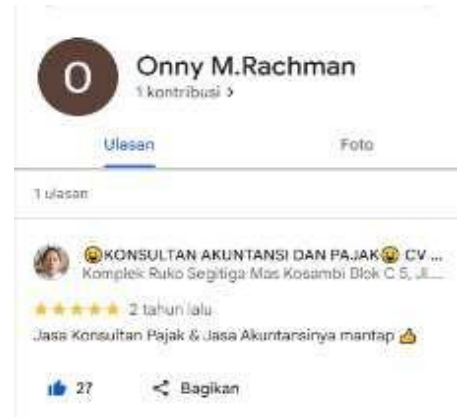 O
Onny M.Rachman
1 kontribusi >
Ulasan Foto
1 ulasan
😀KONSULTAN AKUNTANSI DAN PAJAK😀 CV ...
Komplek Ruko Segitiga Mas Kosambi Blok C 5, Jl....
★★★★★ 2 tahun lalu
Jasa Konsultan Pajak & Jasa Akuntansinya mantap 👍
27 Bagikan